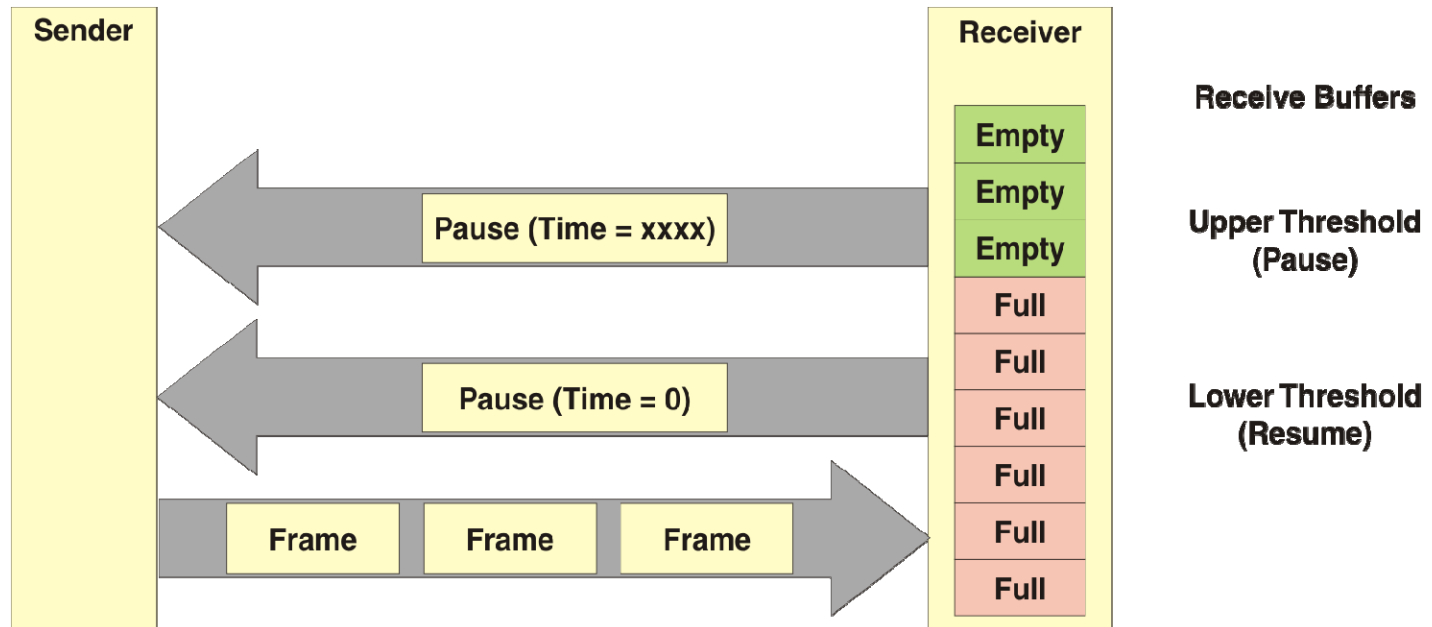 Sender
Receiver
Receive Buffers
Empty
Empty
Pause (Time = xxxx)
Empty
Upper Threshold
(Pause)
Full
Full
Pause (Time = 0)
Full
Lower Threshold
(Resume)
Full
Frame
Frame
Frame
Full
Full